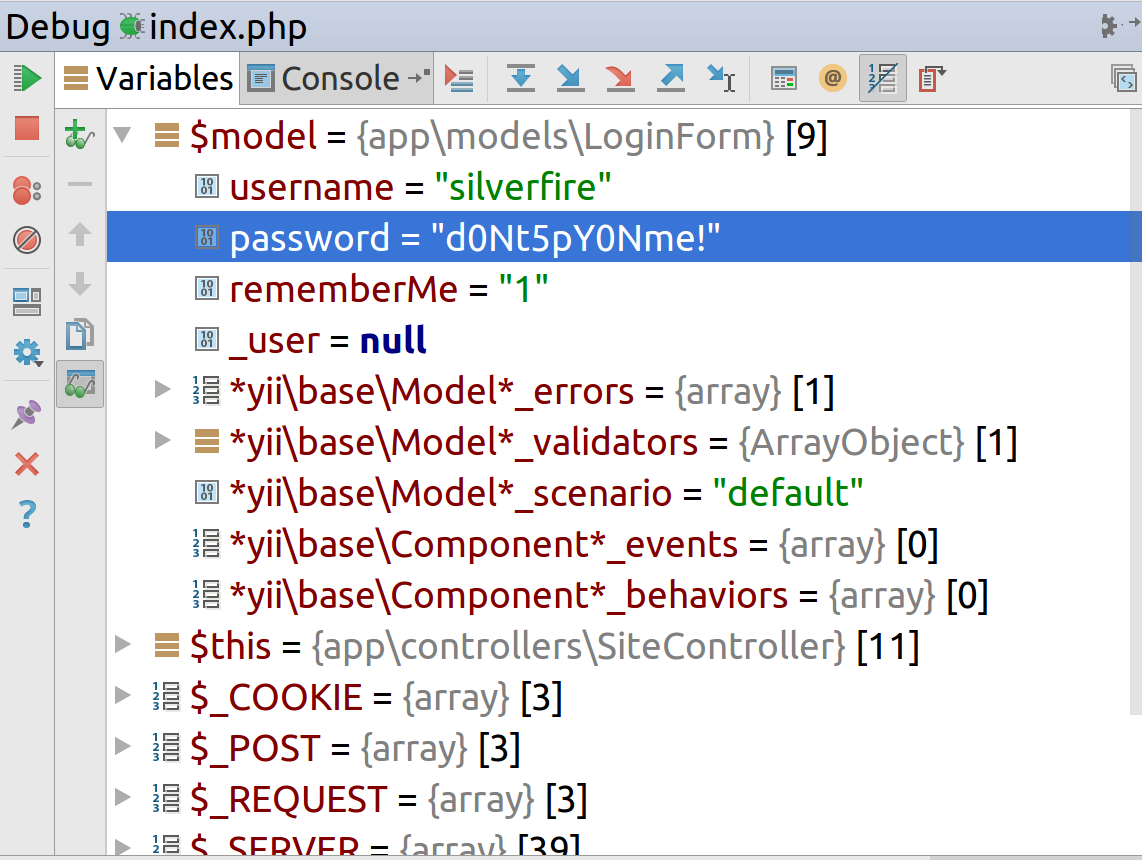 Debug index.php
Variables Console
$model = {app\models\LoginForm} [9]
username = "silverfire"
password = "d0Nt5pY0Nme!"
rememberMe = "1"
_user = null
*yii\base\Model*_errors = {array} [1]
*yii\base\Model*_validators = {ArrayObject} [1]
*yii\base\Model*_scenario = "default"
*yii\base\Component*_events = {array} [0]
*yii\base\Component*_behaviors = {array} [0]
$this = {app\controllers\SiteController} [11]
$_COOKIE = {array} [3]
$_POST = {array} [3]
$_REQUEST = {array} [3]
$_SERVER = {array} [39]